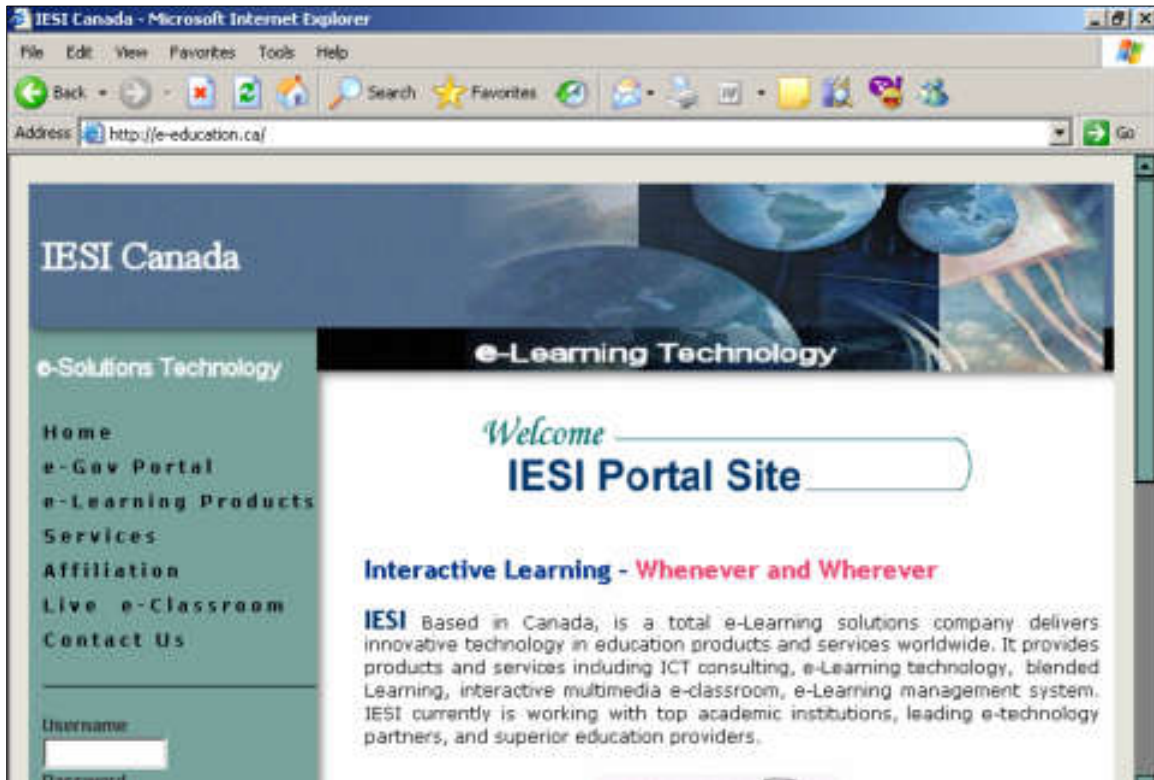 IESI Canada - Microsoft Internet Explorer
File Edit View Favorites Tools Help
Back Search Favorites
Address http://e-education.ca/ Go
IESI Canada
e-Learning Technology
e-Solutions Technology
Home
e-Gov Portal
e-Learning Products
Services
Affiliation
Live e-Classroom
Contact Us
Username
Password
Welcome
IESI Portal Site
Interactive Learning - Whenever and Wherever
IESI Based in Canada, is a total e-Learning solutions company delivers
innovative technology in education products and services worldwide. It provides
products and services including ICT consulting, e-Learning technology, blended
Learning, interactive multimedia e-classroom, e-Learning management system.
IESI currently is working with top academic institutions, leading e-technology
partners, and superior education providers.